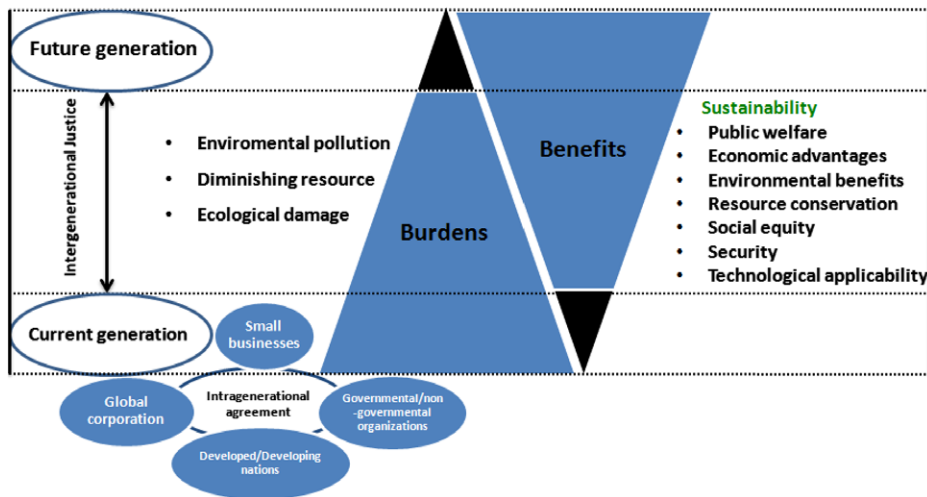 Future generation
Intergenerational Justice
• Enviromental pollution
• Diminishing resource
• Ecological damage
Burdens
Benefits
Sustainability
• Public welfare
• Economic advantages
• Environmental benefits
• Resource conservation
• Social equity
• Security
• Technological applicability
Current generation
Small
businesses
Global
corporation
Intragenerational
agreement
Governmental/non
-governmental
organizations
Developed/Developing
nations